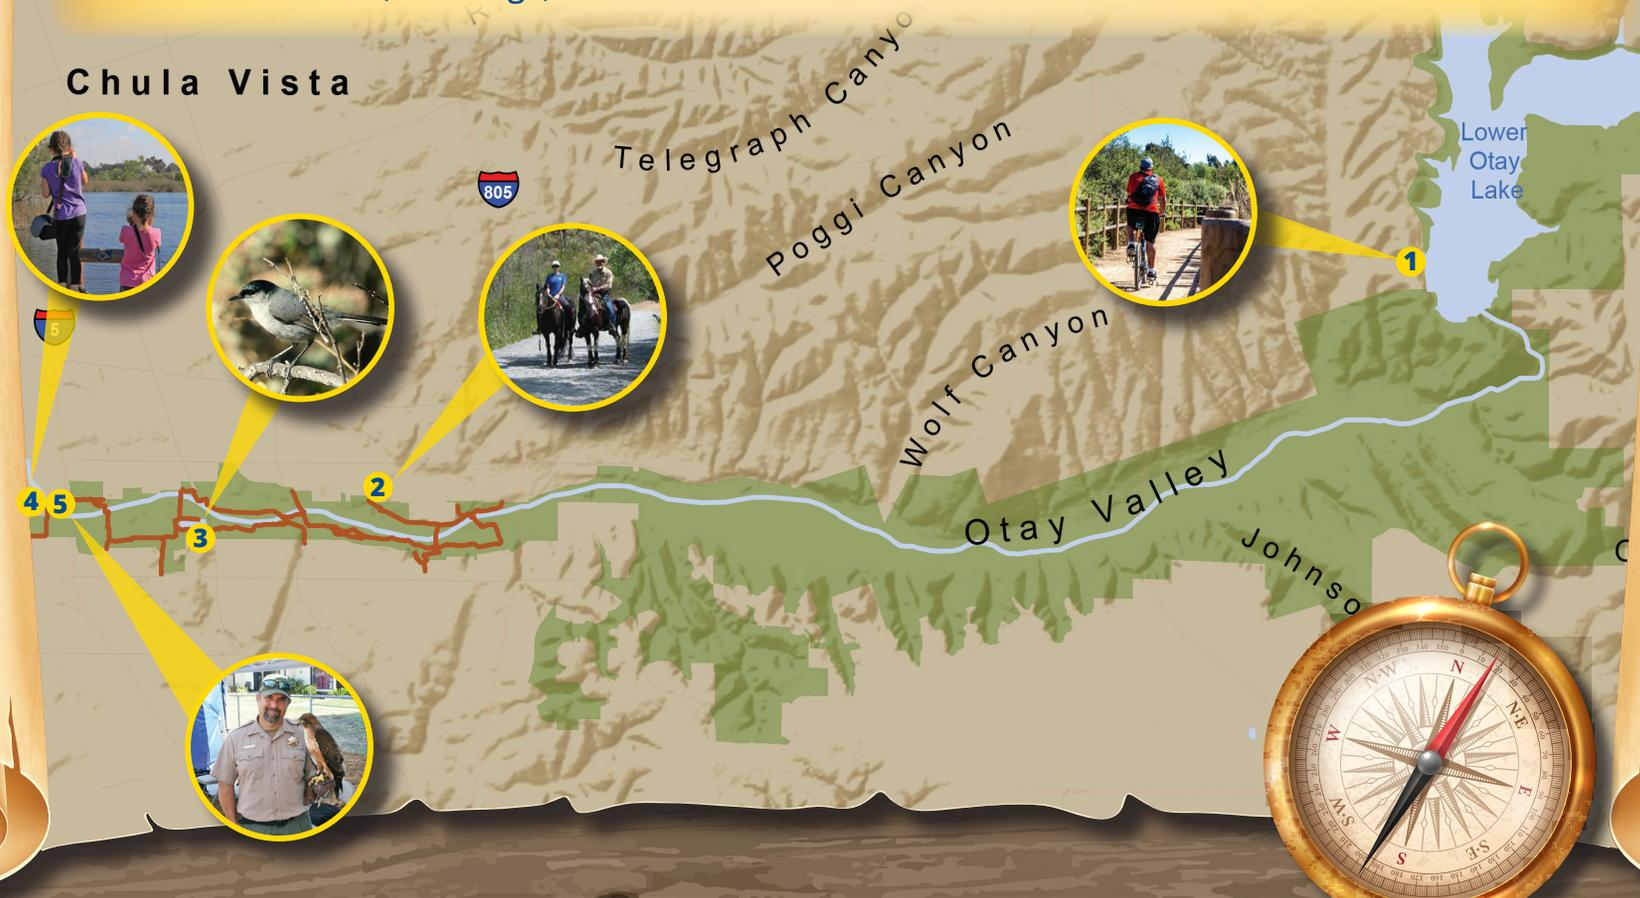 Chula Vista
Telegraph Canyo
Poggi Canyon
Wolf Canyon
Otay Valley
Johnso
Lower
Otay
Lake
805
5
1
2
3
4
5
N
N·E
E
S·E
S
S·W
W
N·W